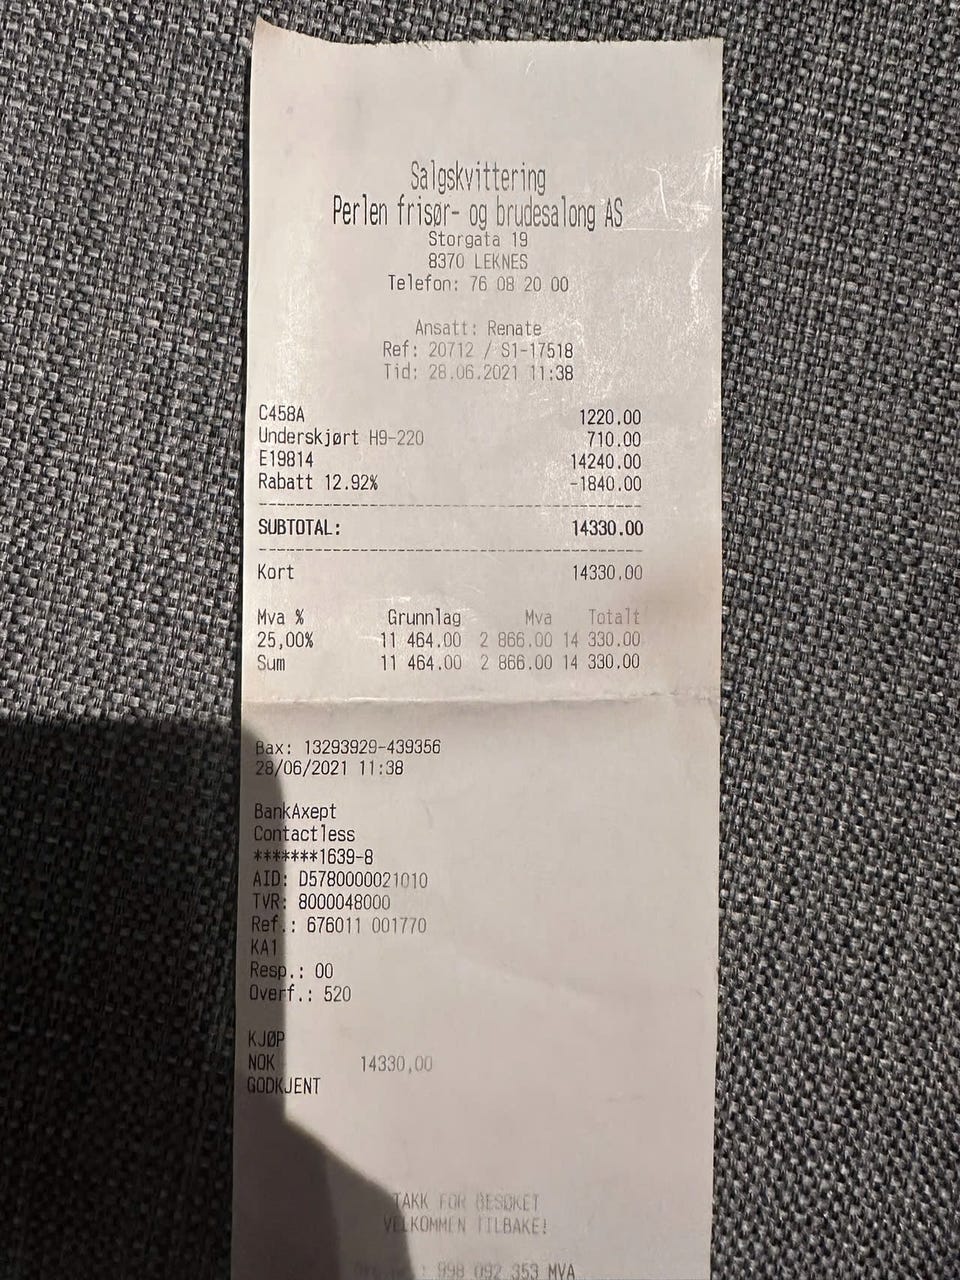 Salgskvittering
Perlen frisør- og brudesalong AS
Storgata 19
8370 LEKNES
Telefon: 76 08 20 00
Ansatt: Renate
Ref: 20712 / S1-17518
Tid: 28.06.2021 11:38
C458A 1220.00
Underskjørt H9-220 710.00
E19814 14240.00
Rabatt 12.92% -1840.00
SUBTOTAL: 14330.00
Kort 14330.00
Mva % Grunnlag Mva Totalt
25,00% 11 464.00 2 866.00 14 330.00
Sum 11 464.00 2 866.00 14 330.00
Bax: 13293929-439356
28/06/2021 11:38
BankAxept
Contactless
*******1639-8
AID: D5780000021010
TVR: 8000048000
Ref.: 676011 001770
KA1
Resp.: 00
Overf.: 520
KJØP
NOK 14330,00
GODKJENT
TAKK FOR BESØKET
VELKOMMEN TILBAKE!
998 092 353 MVA